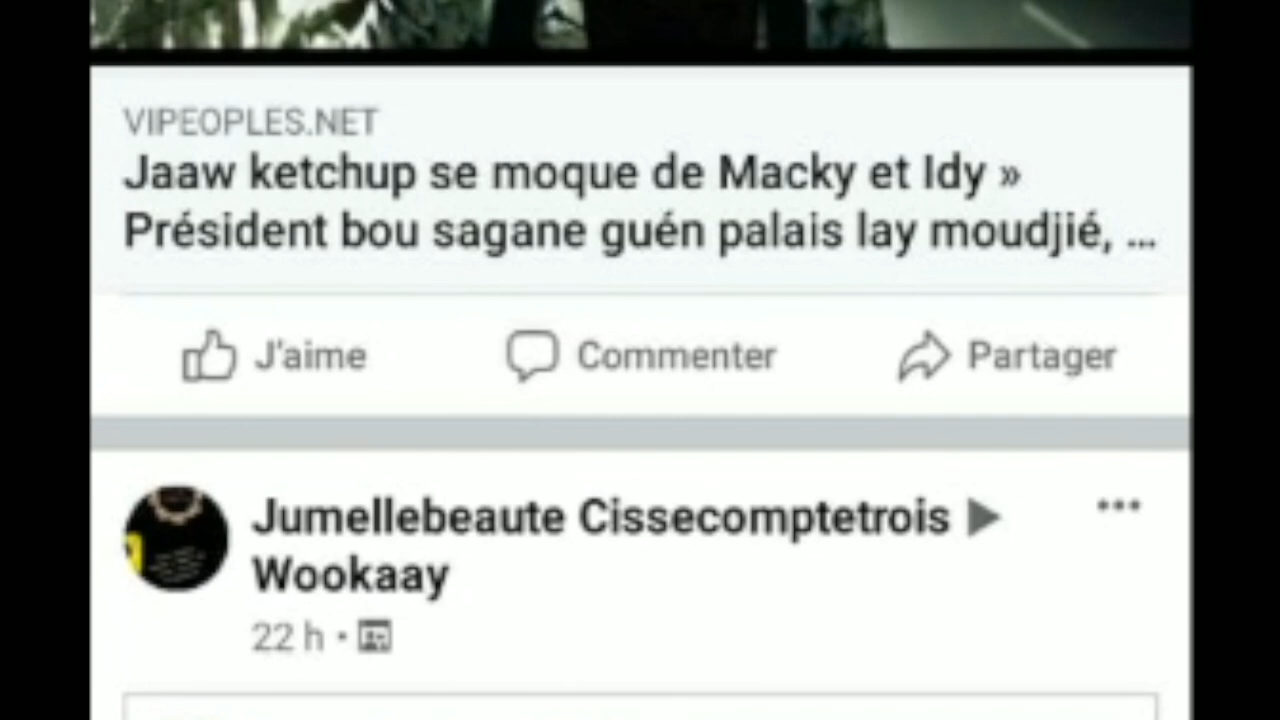 VIPEOPLES.NET
Jaaw ketchup se moque de Macky et Idy »
Président bou sagane guén palais lay moudjié, ...
J'aime
Commenter
Partager
Jumellebeaute Cissecomptetrois ▶
Wookaay
22 h •